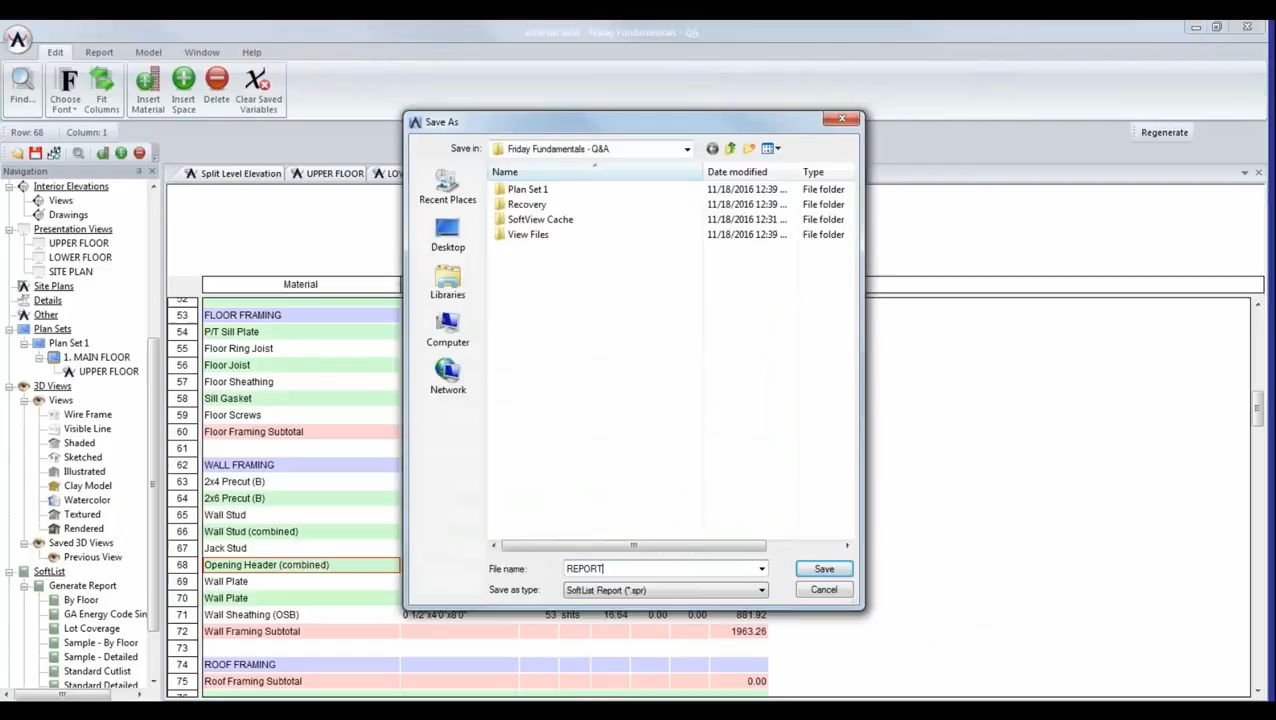 Friday Fundamentals - QA
Edit Report Model Window Help
Find... Choose Font Fit Columns Insert Material Insert Space Delete Clear Saved Variables
Row: 68 Column: 1 Regenerate
Navigation
Split Level Elevation UPPER FLOOR
Interior Elevations
Views
Drawings
Presentation Views
UPPER FLOOR
LOWER FLOOR
SITE PLAN
Site Plans
Details
Other
Plan Sets
Plan Set 1
1. MAIN FLOOR
UPPER FLOOR
3D Views
Views
Wire Frame
Visible Line
Shaded
Sketched
Illustrated
Clay Model
Watercolor
Textured
Rendered
Saved 3D Views
Previous View
SoftList
Generate Report
By Floor
GA Energy Code Sin
Lot Coverage
Sample - By Floor
Sample - Detailed
Standard Cutlist
Standard Detailed
Material
52
53 FLOOR FRAMING
54 P/T Sill Plate
55 Floor Ring Joist
56 Floor Joist
57 Floor Sheathing
58 Sill Gasket
59 Floor Screws
60 Floor Framing Subtotal
61
62 WALL FRAMING
63 2x4 Precut (B)
64 2x6 Precut (B)
65 Wall Stud
66 Wall Stud (combined)
67 Jack Stud
68 Opening Header (combined)
69 Wall Plate
70 Wall Plate
71 Wall Sheathing (OSB) 0 1/2"x4'0"x8'0" 53 shts 16.64 0.00 0.00 881.92
72 Wall Framing Subtotal 1963.26
73
74 ROOF FRAMING
75 Roof Framing Subtotal 0.00
Save As
Save in: Friday Fundamentals - Q&A
Name Date modified Type
Plan Set 1 11/18/2016 12:39 ... File folder
Recovery 11/18/2016 12:39 ... File folder
SoftView Cache 11/18/2016 12:31 ... File folder
View Files 11/18/2016 12:39 ... File folder
Recent Places
Desktop
Libraries
Computer
Network
File name: REPORT Save
Save as type: SoftList Report (*.spr) Cancel